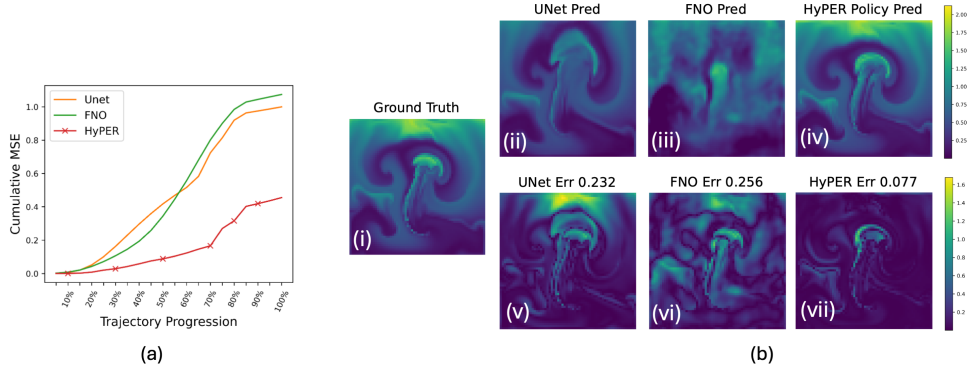 Cumulative MSE
1.0
0.8
0.6
0.4
0.2
0.0
Unet
FNO
HyPER
10%
20%
30%
40%
50%
60%
70%
80%
90%
100%
Trajectory Progression
(a)
Ground Truth
(i)
UNet Pred
(ii)
FNO Pred
(iii)
HyPER Policy Pred
(iv)
2.00
1.75
1.50
1.25
1.00
0.75
0.50
0.25
UNet Err 0.232
(v)
FNO Err 0.256
(vi)
HyPER Err 0.077
(vii)
1.6
1.4
1.2
1.0
0.8
0.6
0.4
0.2
(b)